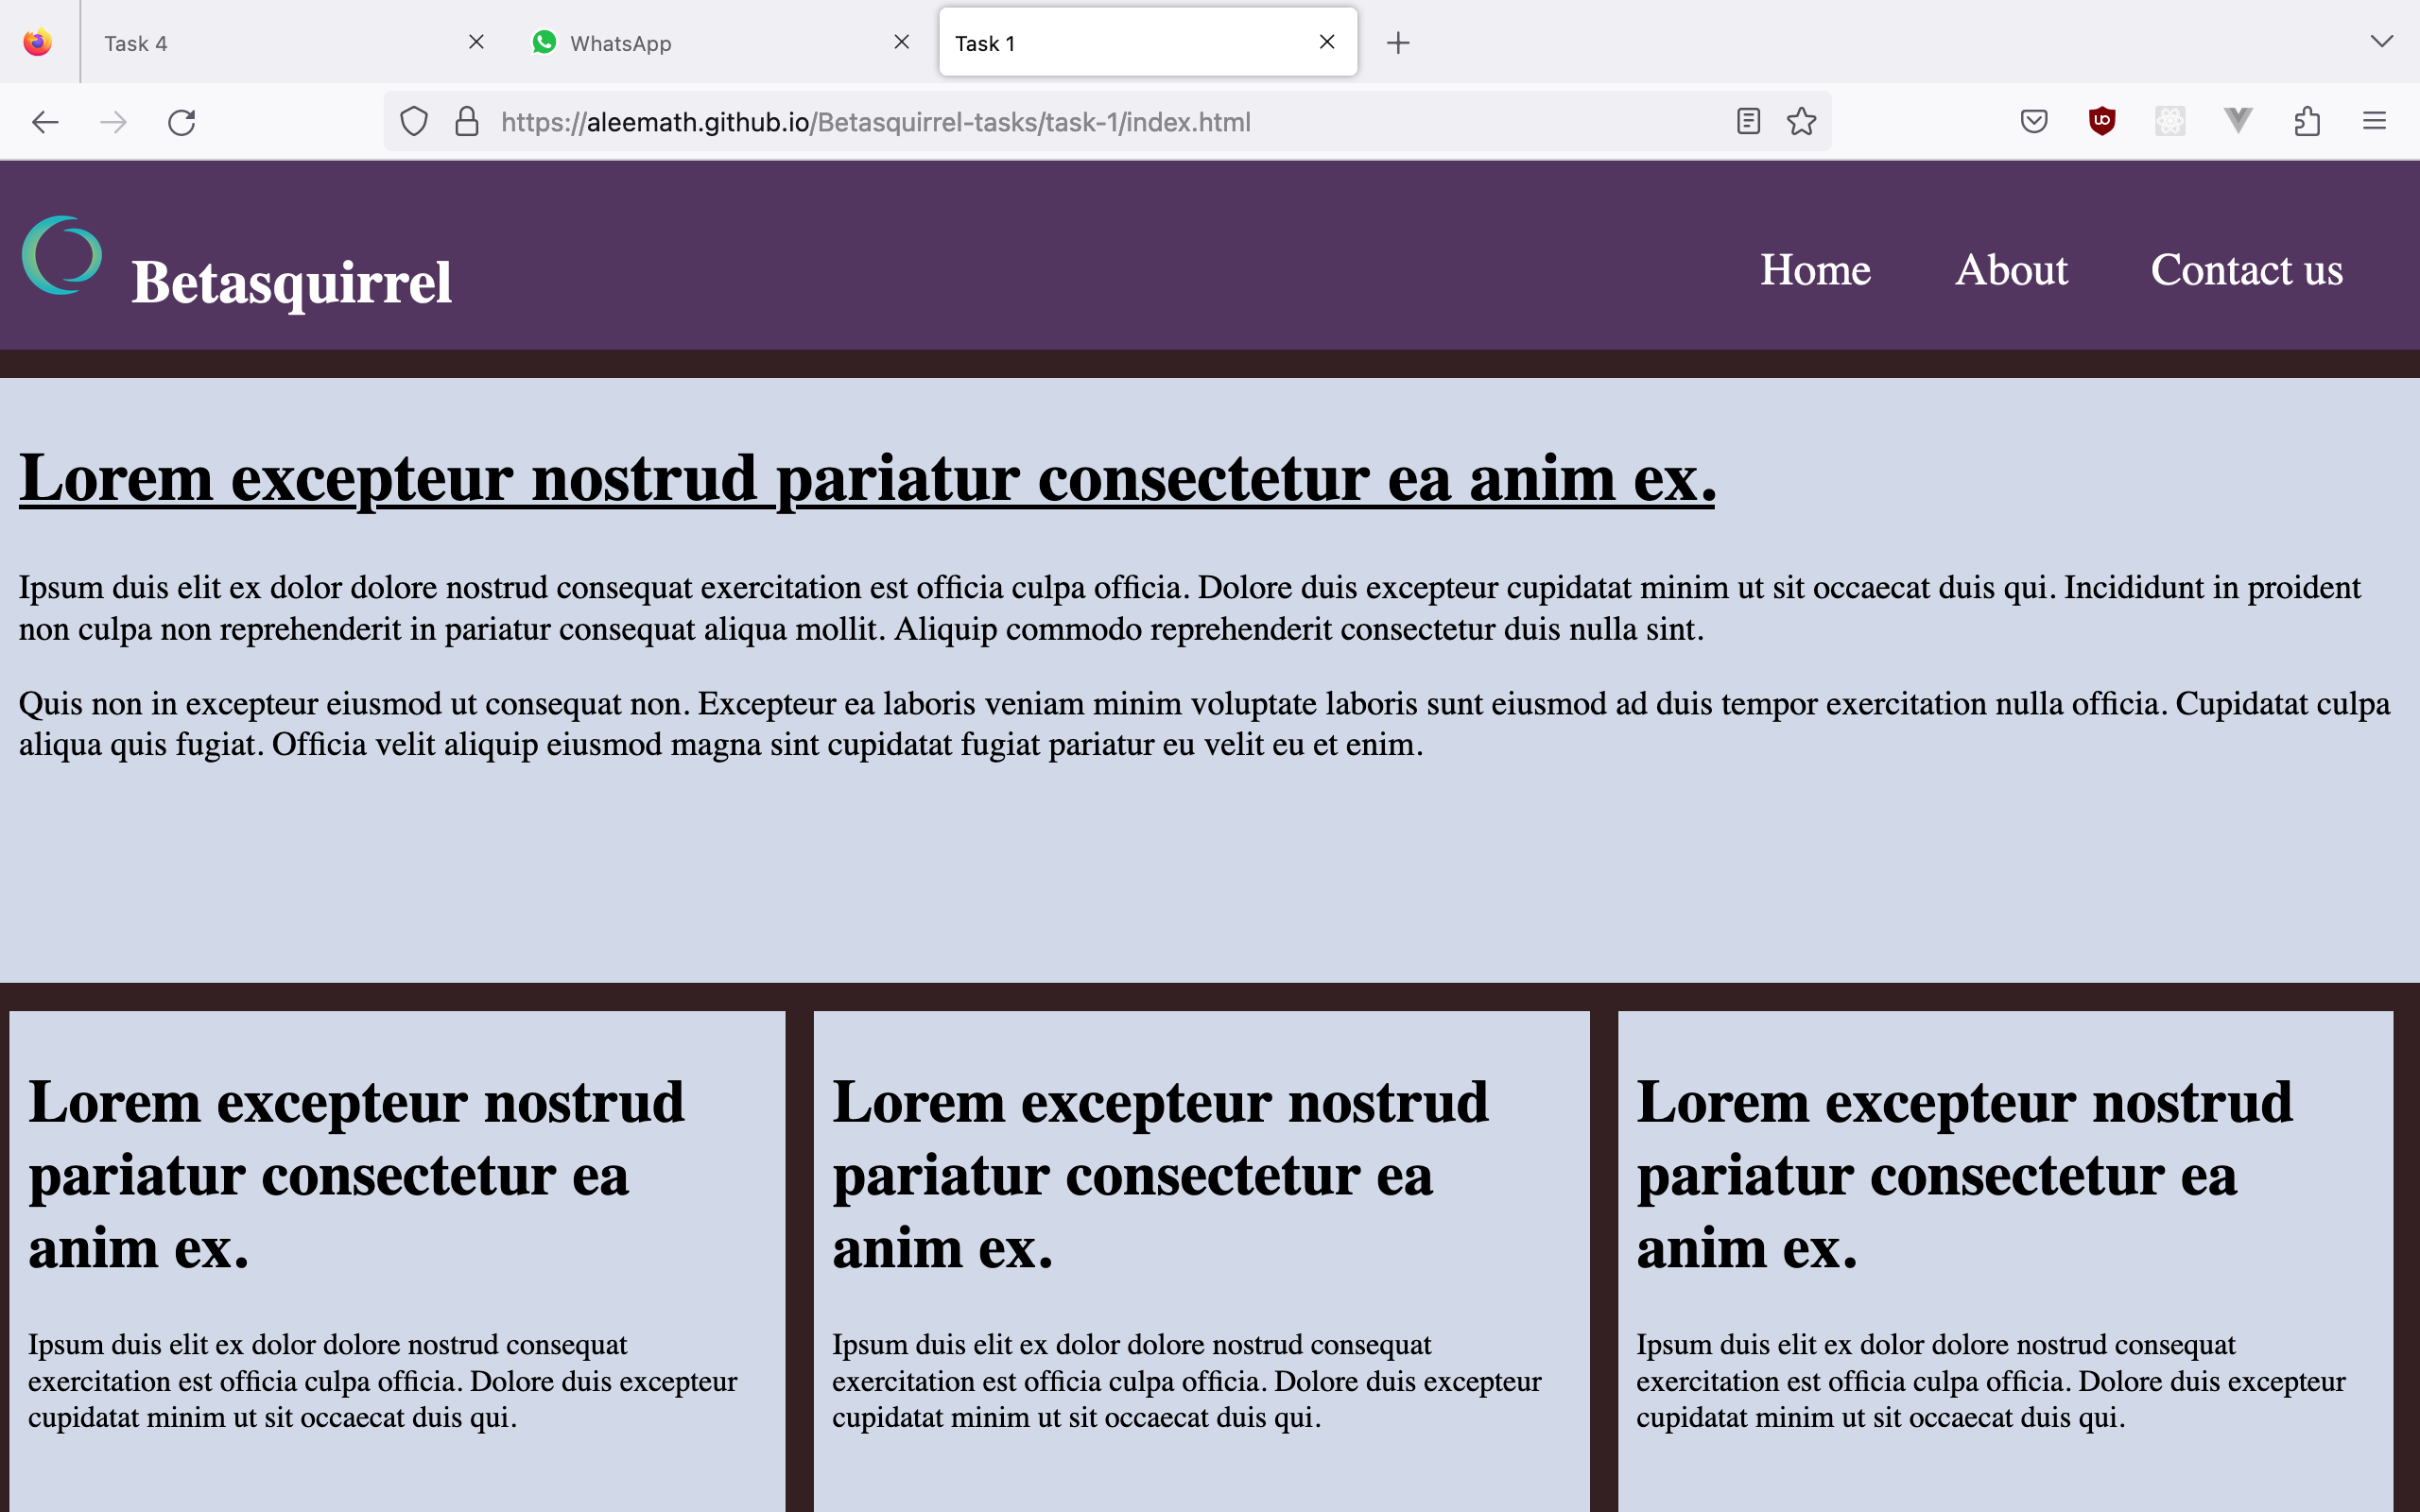 Task 4
WhatsApp
Task 1
https://aleemath.github.io/Betasquirrel-tasks/task-1/index.html
Betasquirrel
Home
About
Contact us
Lorem excepteur nostrud pariatur consectetur ea anim ex.
Ipsum duis elit ex dolor dolore nostrud consequat exercitation est officia culpa officia. Dolore duis excepteur cupidatat minim ut sit occaecat duis qui. Incididunt in proident
non culpa non reprehenderit in pariatur consequat aliqua mollit. Aliquip commodo reprehenderit consectetur duis nulla sint.
Quis non in excepteur eiusmod ut consequat non. Excepteur ea laboris veniam minim voluptate laboris sunt eiusmod ad duis tempor exercitation nulla officia. Cupidatat culpa
aliqua quis fugiat. Officia velit aliquip eiusmod magna sint cupidatat fugiat pariatur eu velit eu et enim.
Lorem excepteur nostrud
pariatur consectetur ea
anim ex.
Ipsum duis elit ex dolor dolore nostrud consequat
exercitation est officia culpa officia. Dolore duis excepteur
cupidatat minim ut sit occaecat duis qui.
Lorem excepteur nostrud
pariatur consectetur ea
anim ex.
Ipsum duis elit ex dolor dolore nostrud consequat
exercitation est officia culpa officia. Dolore duis excepteur
cupidatat minim ut sit occaecat duis qui.
Lorem excepteur nostrud
pariatur consectetur ea
anim ex.
Ipsum duis elit ex dolor dolore nostrud consequat
exercitation est officia culpa officia. Dolore duis excepteur
cupidatat minim ut sit occaecat duis qui.